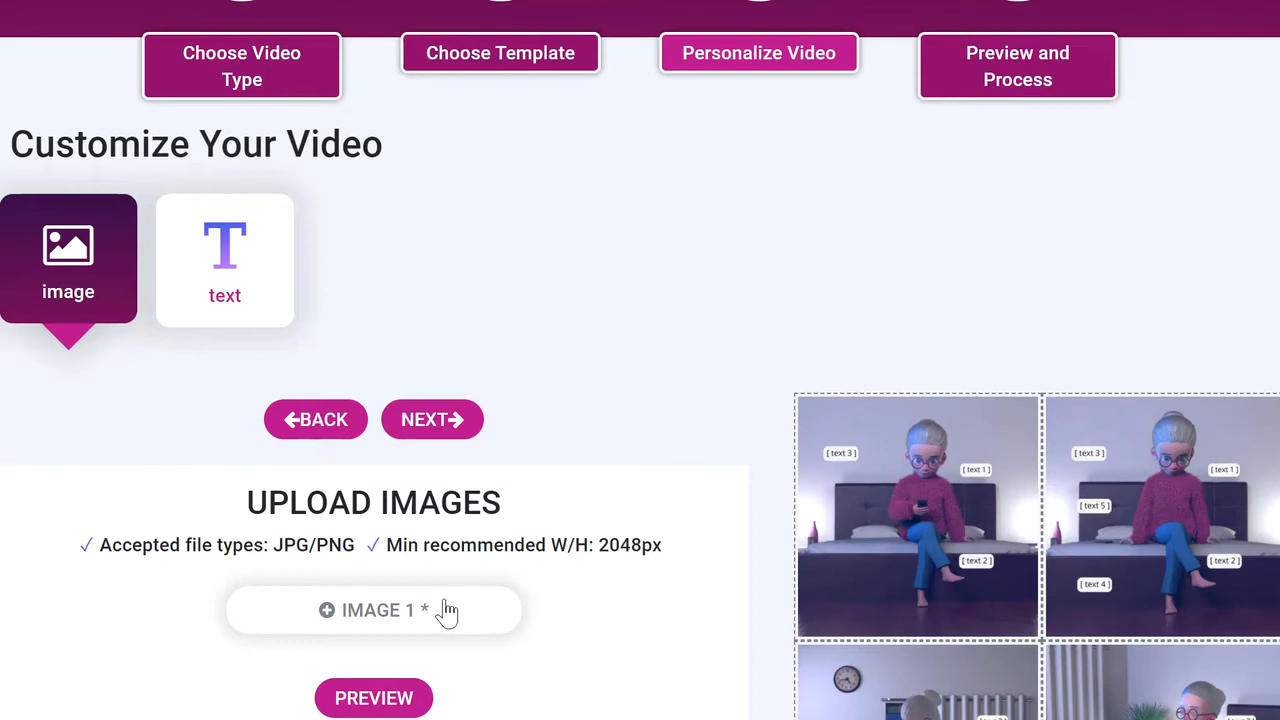 Choose Video
Type
Choose Template
Personalize Video
Preview and
Process
Customize Your Video
image
T
text
BACK
NEXT
UPLOAD IMAGES
✓ Accepted file types: JPG/PNG ✓ Min recommended W/H: 2048px
IMAGE 1 *
PREVIEW
[ text 3 ]
[ text 1 ]
[ text 2 ]
[ text 3 ]
[ text 1 ]
[ text 5 ]
[ text 2 ]
[ text 4 ]